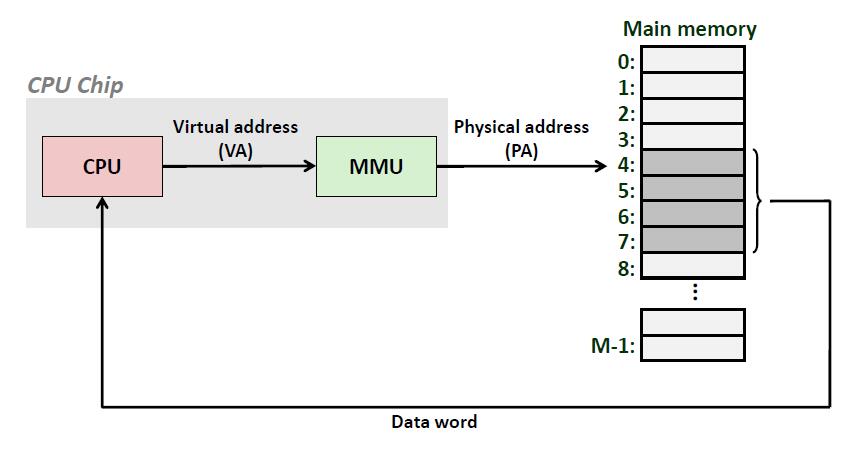 Main memory
0:
1:
2:
3:
4:
5:
6:
7:
8:
M-1:
CPU Chip
Virtual address
(VA)
Physical address
(PA)
CPU
MMU
Data word